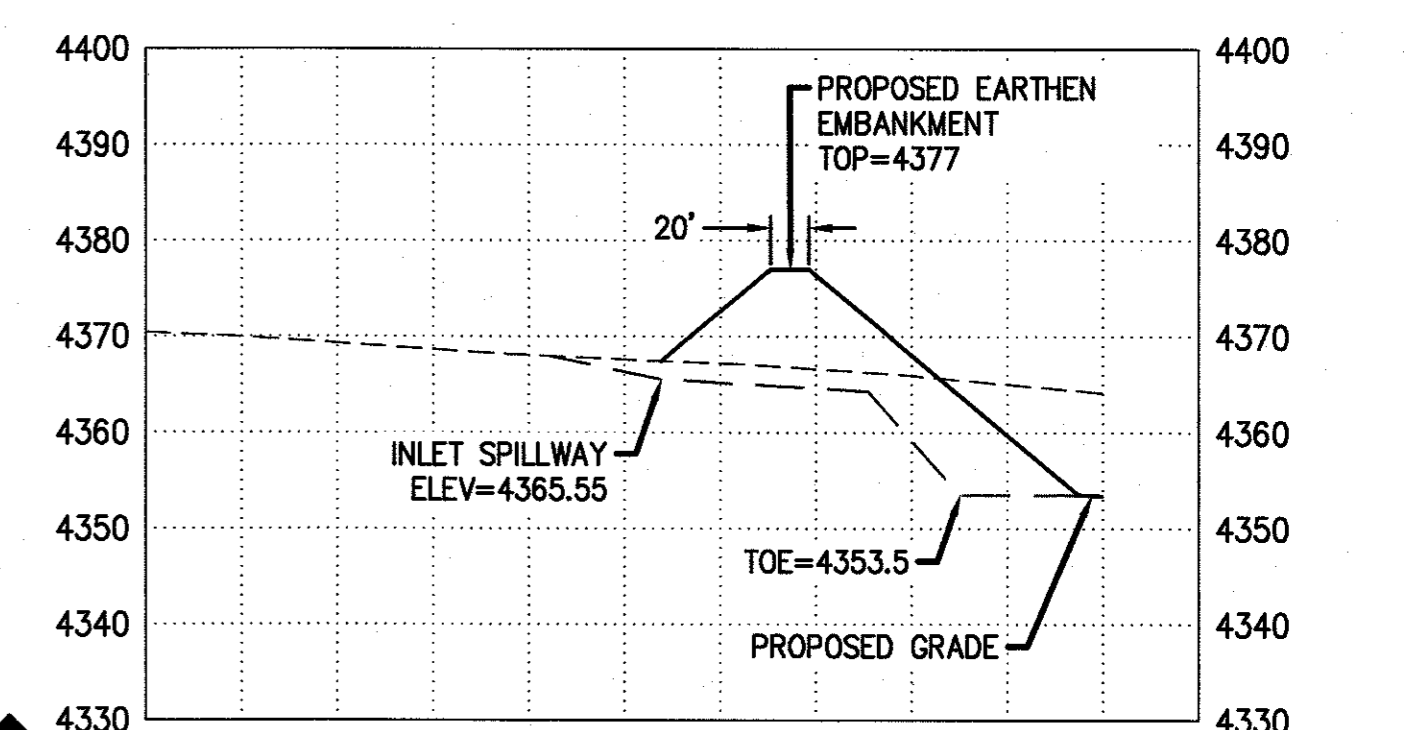 4400 4400
PROPOSED EARTHEN
EMBANKMENT
4390 TOP=4377 4390
20'
4380 4380
4370 4370
4360 4360
INLET SPILLWAY
ELEV=4365.55
4350 4350
TOE=4353.5
4340 4340
PROPOSED GRADE
4330 4330